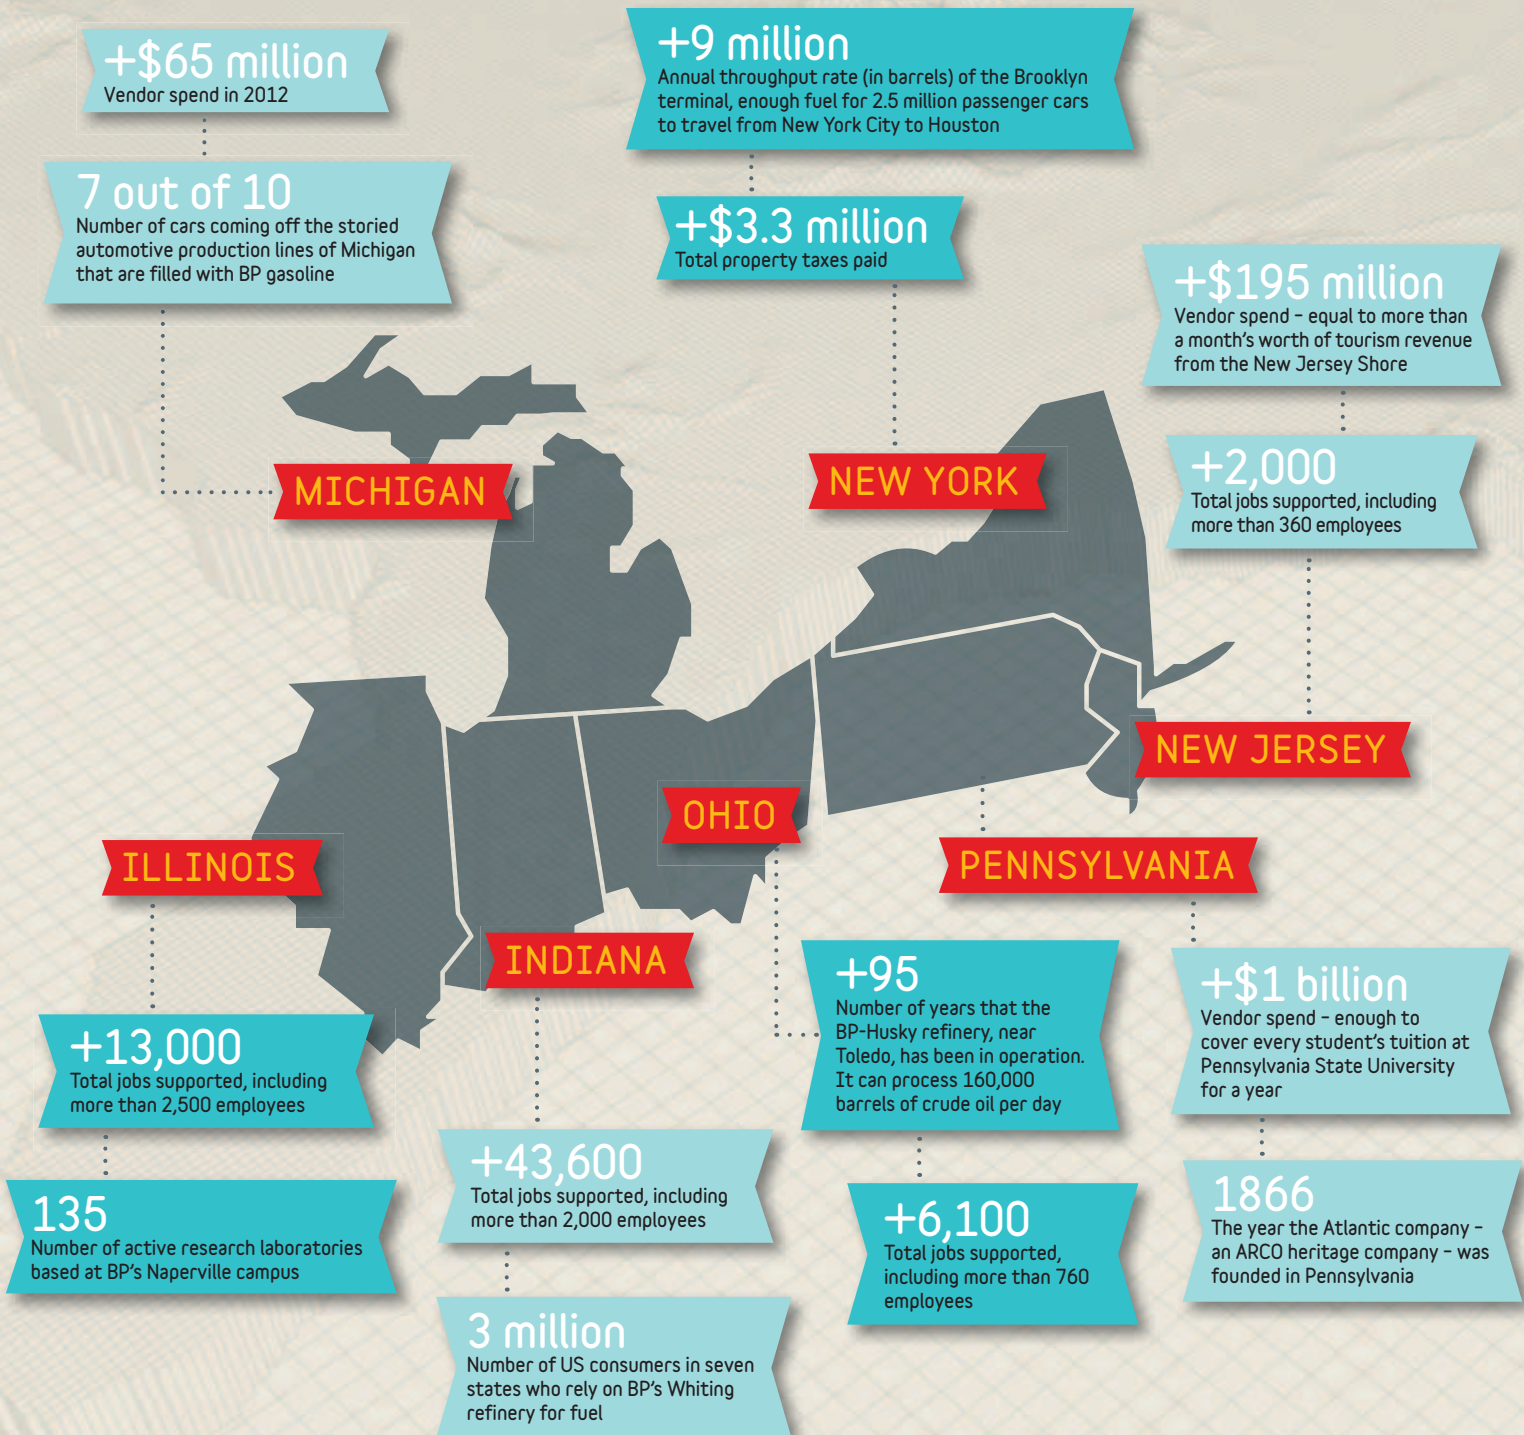 +$65 million
Vendor spend in 2012
7 out of 10
Number of cars coming off the storied
automotive production lines of Michigan
that are filled with BP gasoline
MICHIGAN
+9 million
Annual throughput rate (in barrels) of the Brooklyn
terminal, enough fuel for 2.5 million passenger cars
to travel from New York City to Houston
+$3.3 million
Total property taxes paid
NEW YORK
+$195 million
Vendor spend – equal to more than
a month's worth of tourism revenue
from the New Jersey Shore
+2,000
Total jobs supported, including
more than 360 employees
NEW JERSEY
ILLINOIS
+13,000
Total jobs supported, including
more than 2,500 employees
135
Number of active research laboratories
based at BP's Naperville campus
INDIANA
+43,600
Total jobs supported, including
more than 2,000 employees
3 million
Number of US consumers in seven
states who rely on BP's Whiting
refinery for fuel
OHIO
+95
Number of years that the
BP-Husky refinery, near
Toledo, has been in operation.
It can process 160,000
barrels of crude oil per day
+6,100
Total jobs supported,
including more than 760
employees
PENNSYLVANIA
+$1 billion
Vendor spend – enough to
cover every student's tuition at
Pennsylvania State University
for a year
1866
The year the Atlantic company –
an ARCO heritage company – was
founded in Pennsylvania